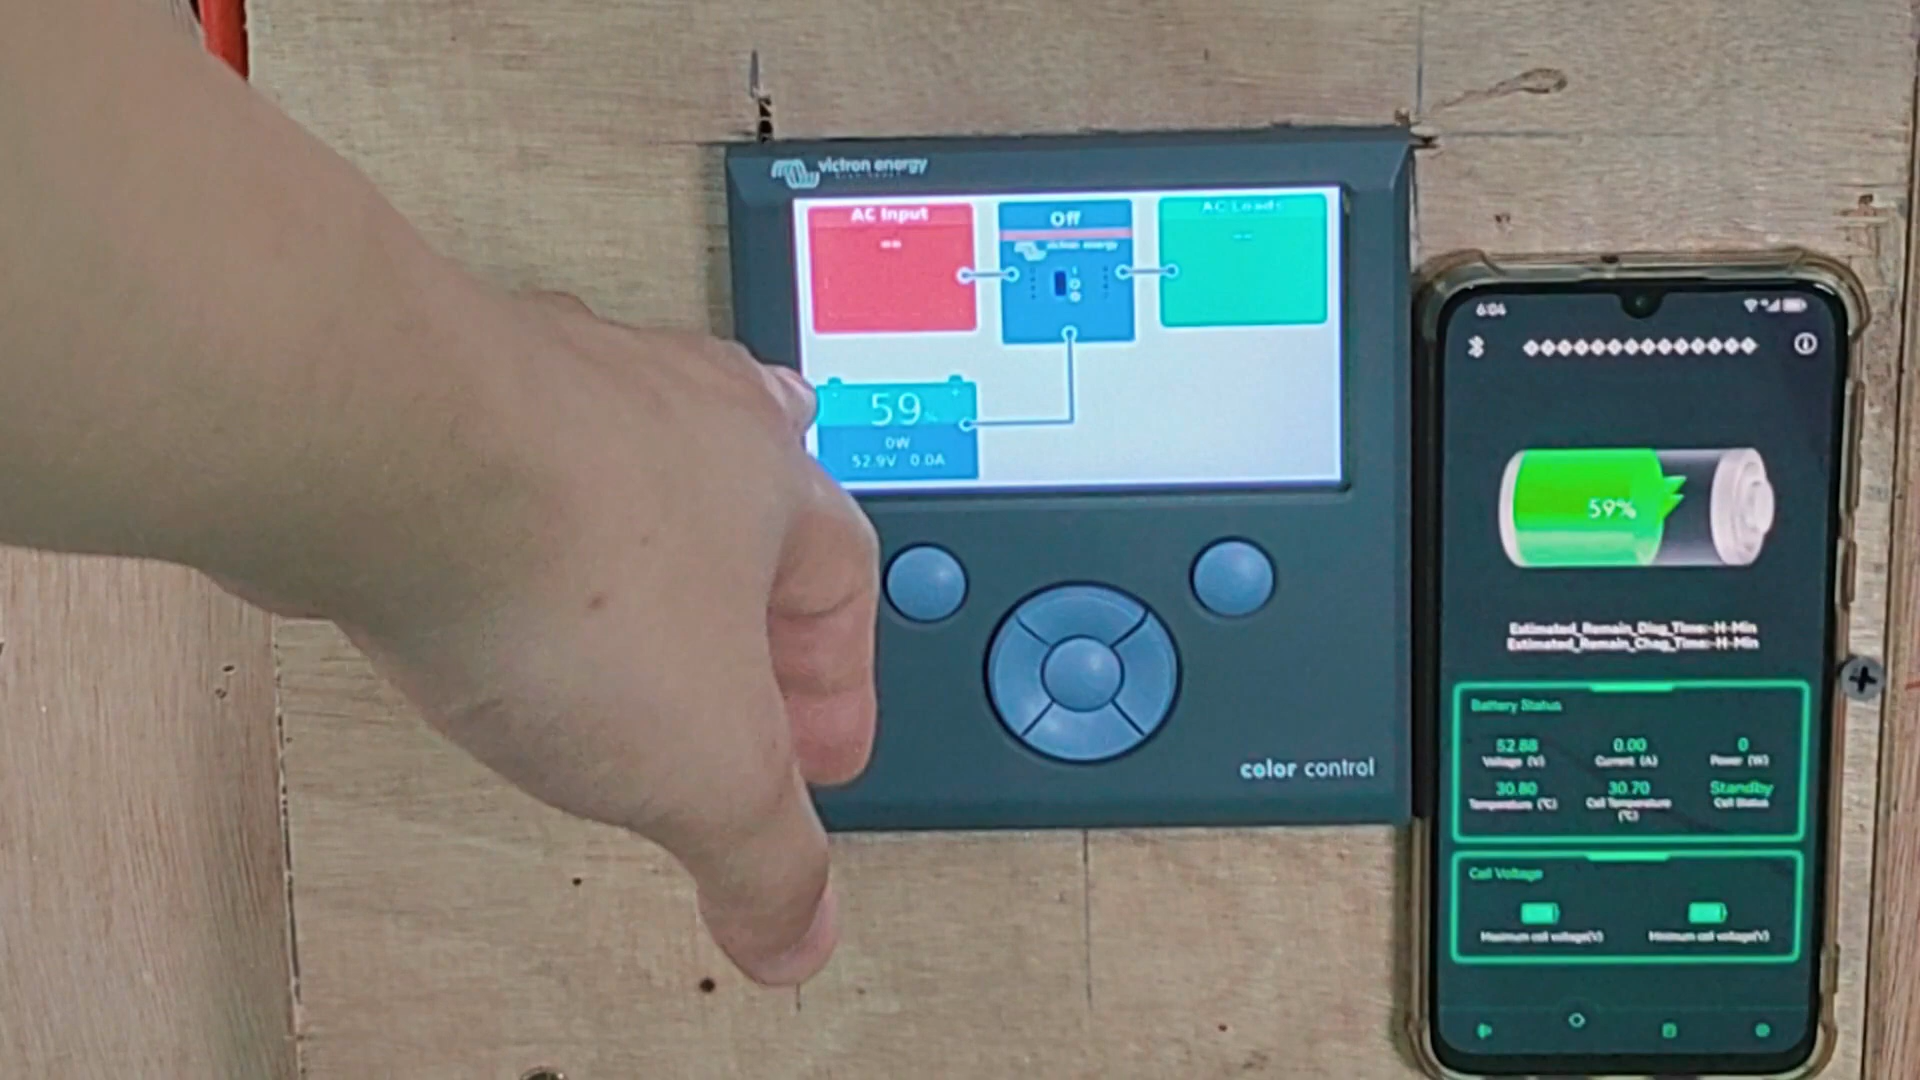 victron energy
AC Input
--
Off
victron energy
AC Loads
--
59%
0W
52.9V 0.0A
color control
6:04
59%
Estimated_Remain_Disg_Time:-H-Min
Estimated_Remain_Chag_Time:-H-Min
Battery Status
52.88
Voltage (V)
0.00
Current (A)
0
Power (W)
30.80
Temperature (℃)
30.70
Cell Temperature
(℃)
Standby
Cell Status
Cell Voltage
Maximum cell voltage(V)
Minimum cell voltage(V)